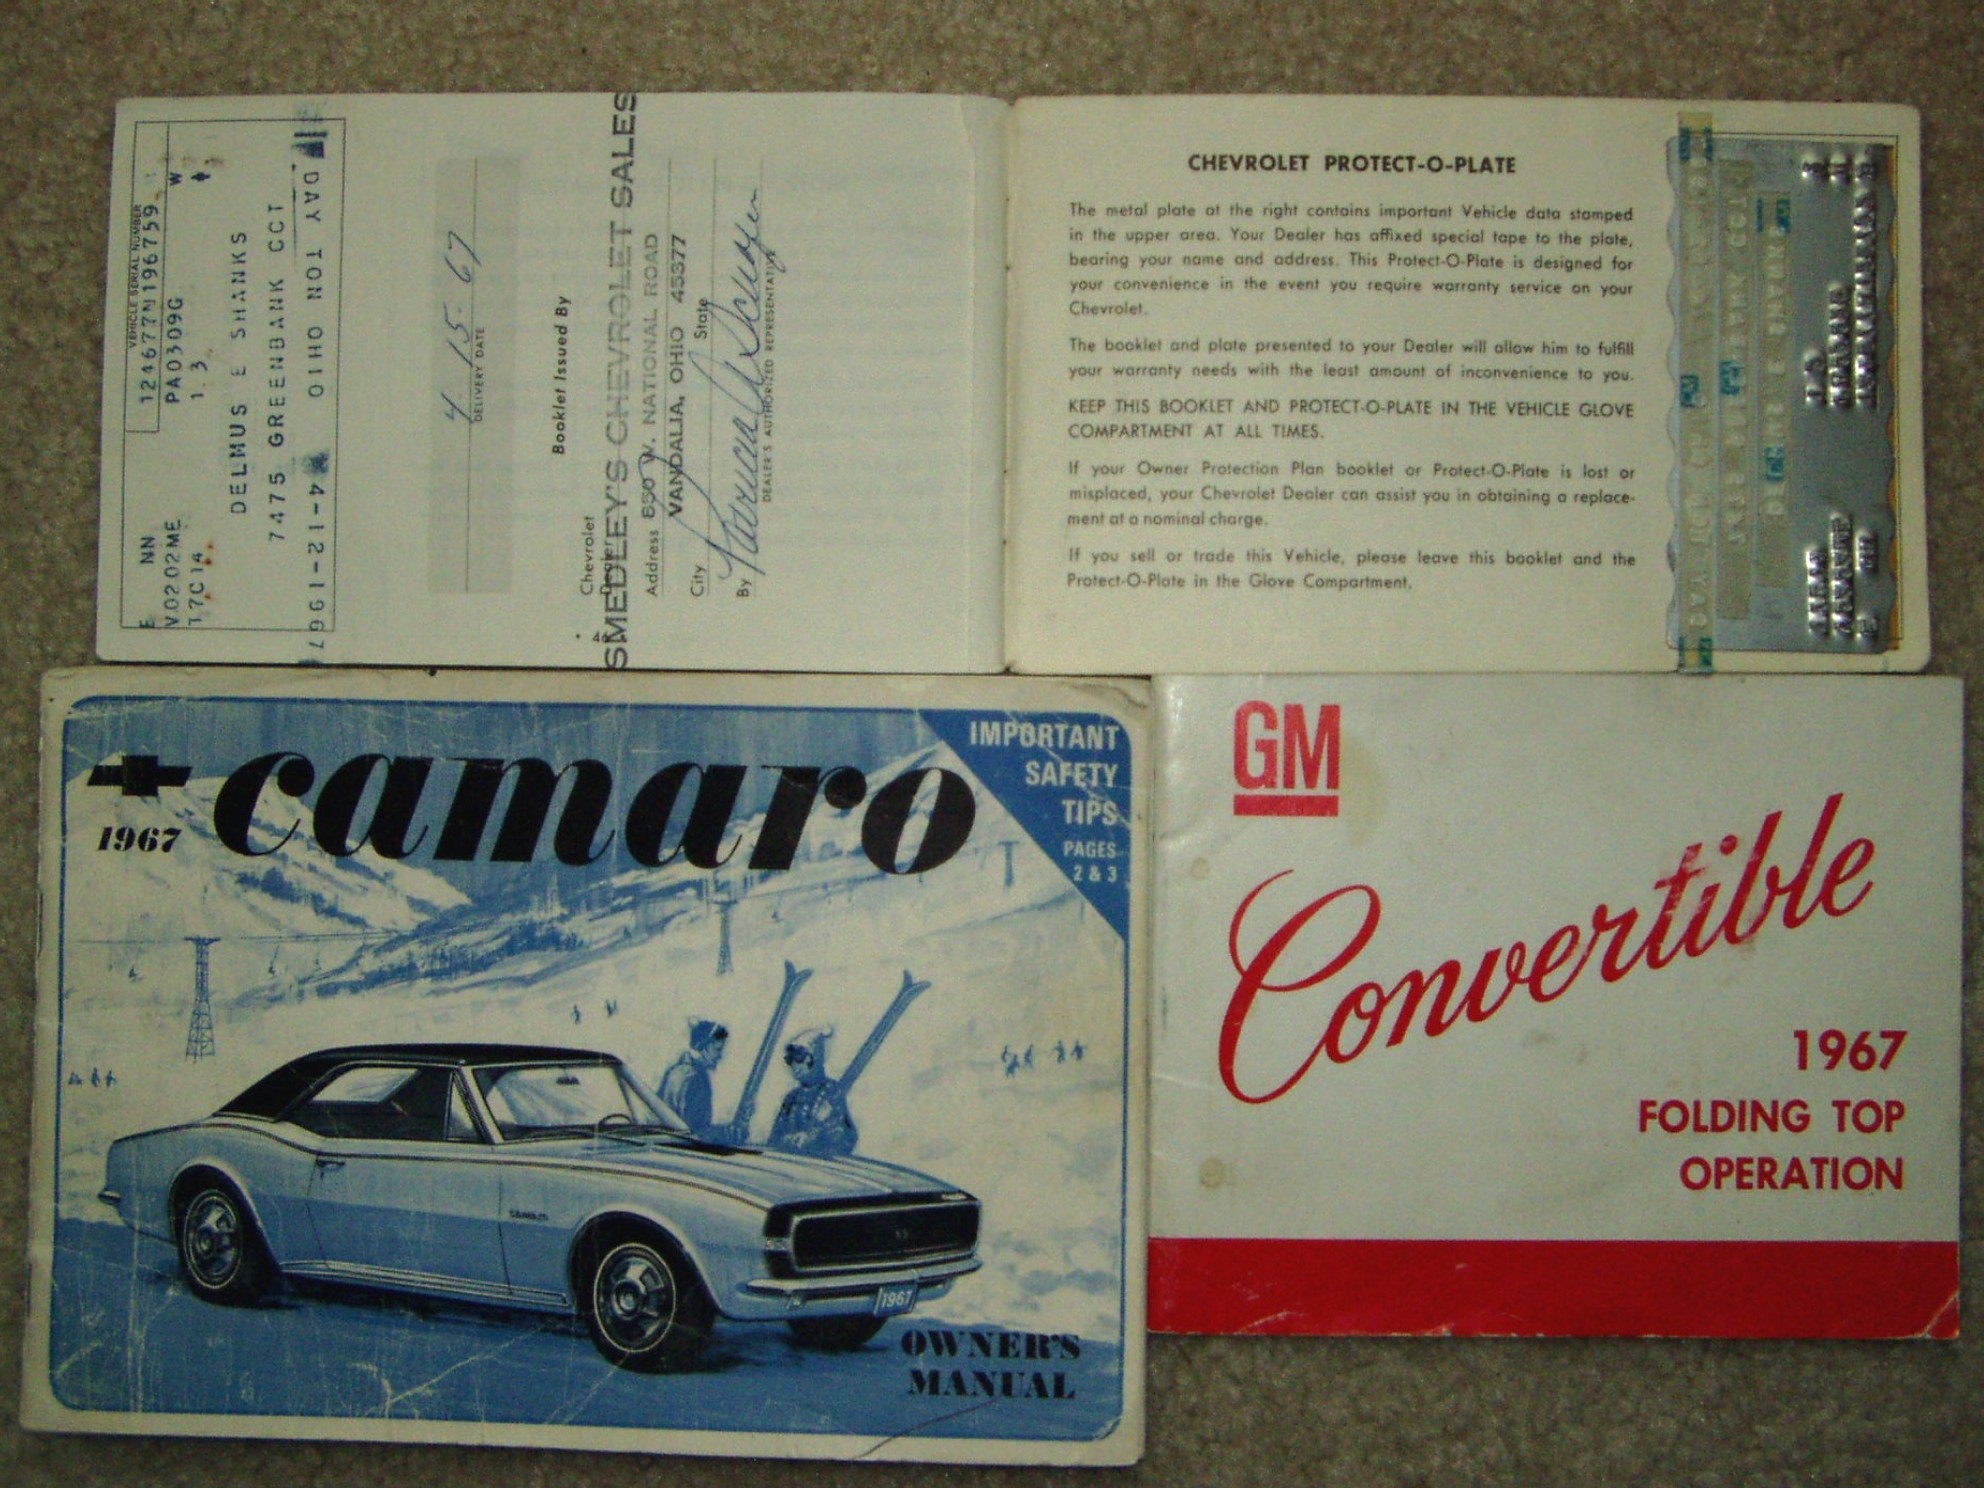 VEHICLE SERIAL NUMBER
124677N196759 W
E NN
V0202ME PA0309G
17C14 1.3
DELMUS E SHANKS
7475 GREENBANK CCT
DAY TON OHIO 4-21-1967
4 15 67
DELIVERY DATE
Booklet Issued By
Chevrolet
Dealer
SMEDLEY'S CHEVROLET SALES
Address 850 W. NATIONAL ROAD
VANDALIA, OHIO 45377
City State
By
DEALER'S AUTHORIZED REPRESENTATIVE
CHEVROLET PROTECT-O-PLATE
The metal plate at the right contains important Vehicle data stamped
in the upper area. Your Dealer has affixed special tape to the plate,
bearing your name and address. This Protect-O-Plate is designed for
your convenience in the event you require warranty service on your
Chevrolet.
The booklet and plate presented to your Dealer will allow him to fulfill
your warranty needs with the least amount of inconvenience to you.
KEEP THIS BOOKLET AND PROTECT-O-PLATE IN THE VEHICLE GLOVE
COMPARTMENT AT ALL TIMES.
If your Owner Protection Plan booklet or Protect-O-Plate is lost or
misplaced, your Chevrolet Dealer can assist you in obtaining a replace-
ment at a nominal charge.
If you sell or trade this Vehicle, please leave this booklet and the
Protect-O-Plate in the Glove Compartment.
camaro
1967
IMPORTANT
SAFETY
TIPS
PAGES
2 & 3
1967
OWNER'S
MANUAL
GM
Convertible
1967
FOLDING TOP
OPERATION